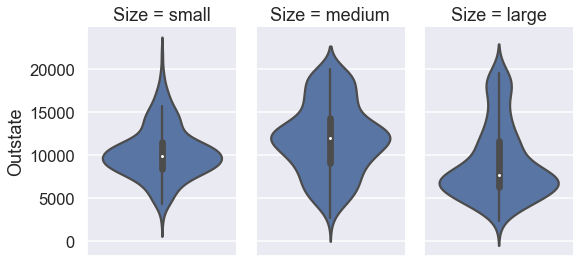 Size = small
Size = medium
Size = large
Outstate
20000
15000
10000
5000
0